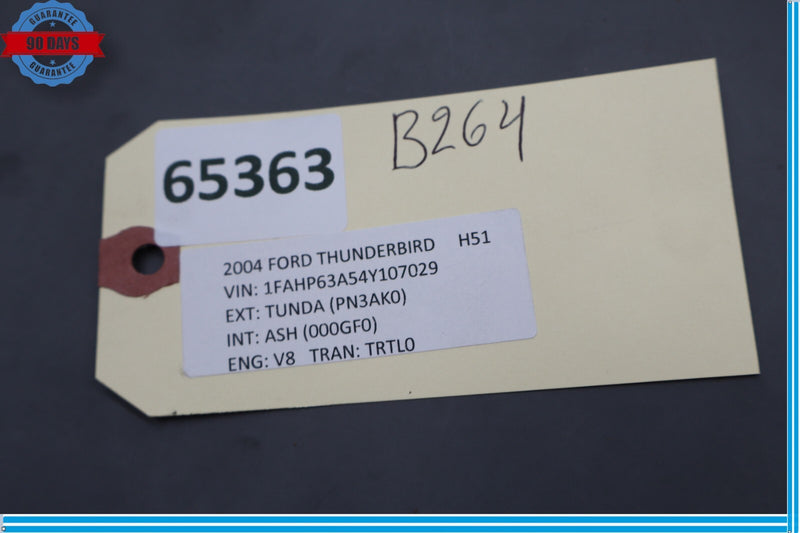 GUARANTEE
90 DAYS
GUARANTEE
B264
65363
2004 FORD THUNDERBIRD H51
VIN: 1FAHP63A54Y107029
EXT: TUNDA (PN3AK0)
INT: ASH (000GF0)
ENG: V8 TRAN: TRTL0